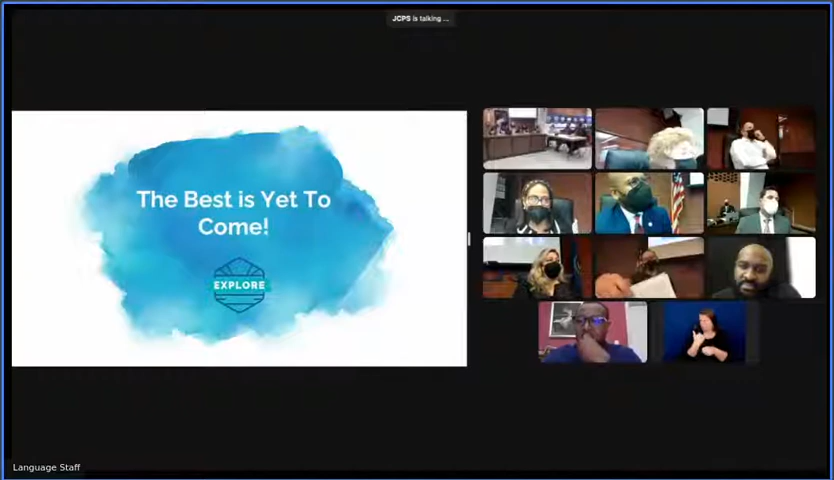 JCPS is talking ...
The Best is Yet To
Come!
EXPLORE
Language Staff